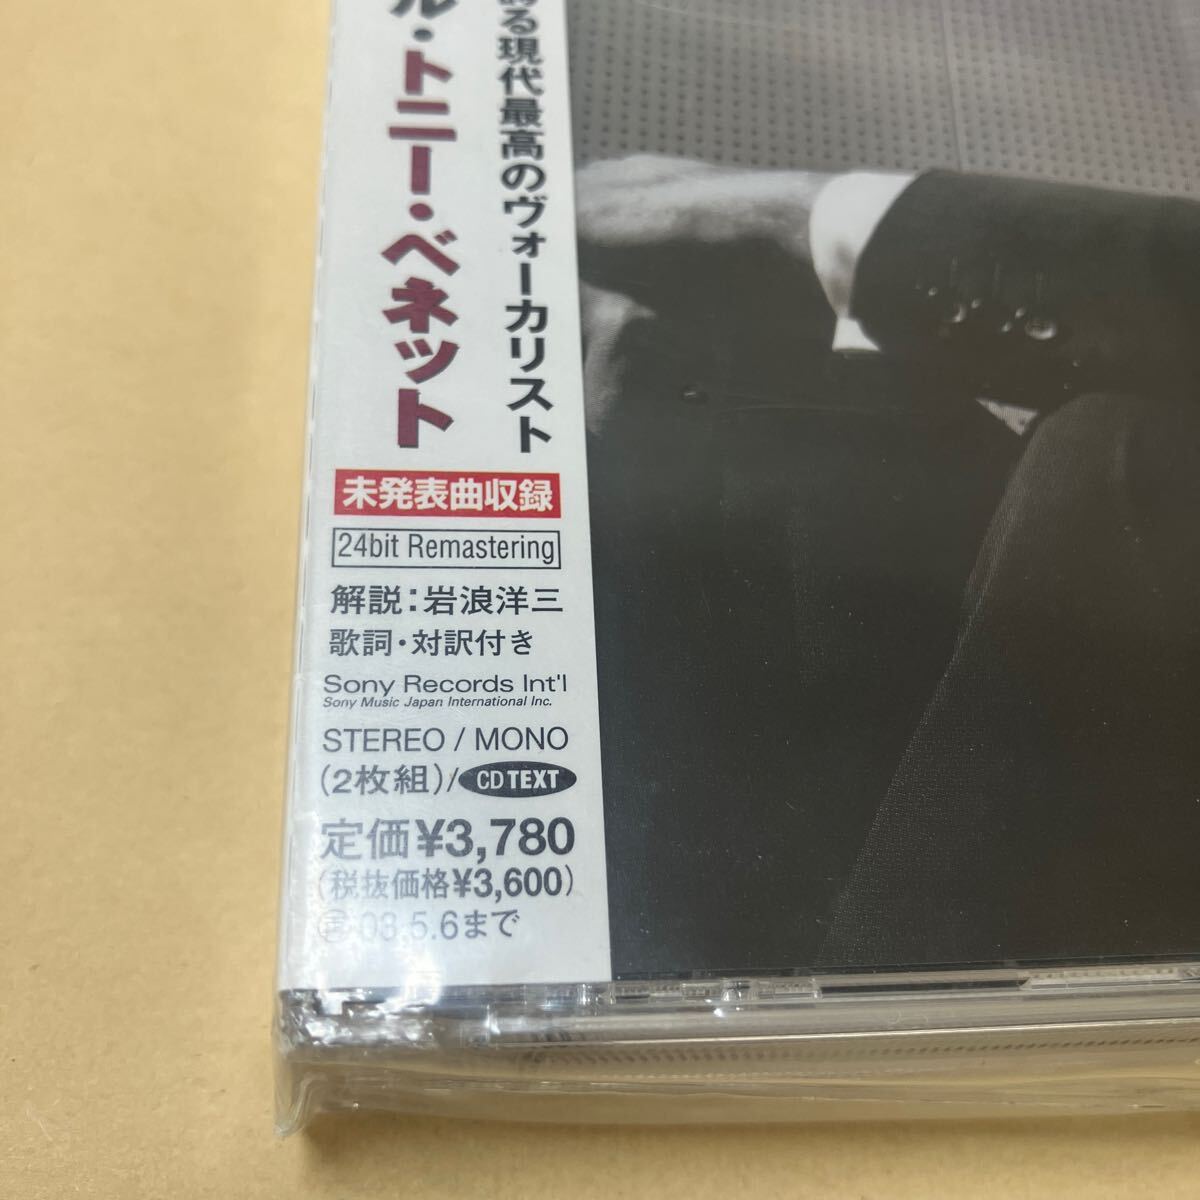 る現代最高のヴォーカリスト
ル・トニー・ベネット
未発表曲収録
24bit Remastering
解説：岩浪洋三
歌詞・対訳付き
Sony Records Int'l
Sony Music Japan International Inc.
STEREO / MONO
(2枚組)/CD TEXT
定価¥3,780
(税抜価格¥3,600)
03.5.6まで